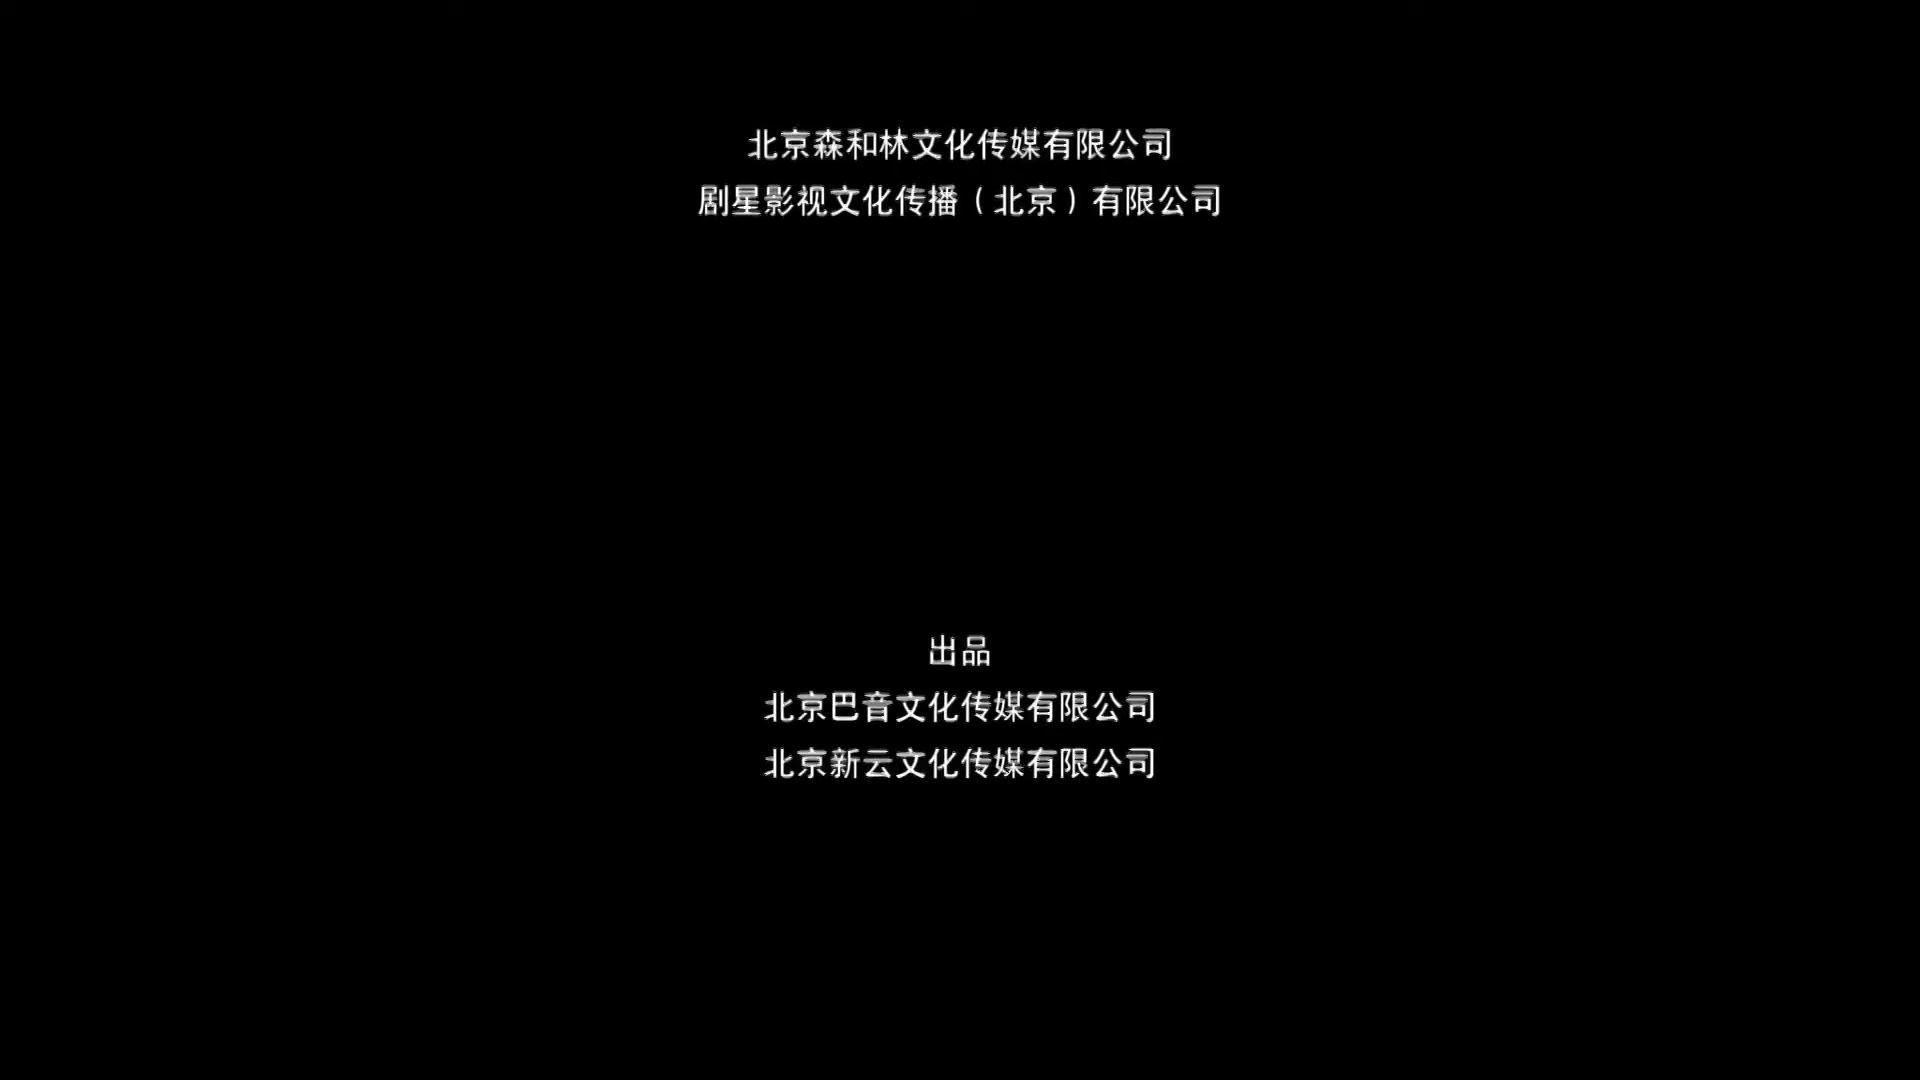 北京森和林文化传媒有限公司
剧星影视文化传播（北京）有限公司
出品
北京巴音文化传媒有限公司
北京新云文化传媒有限公司